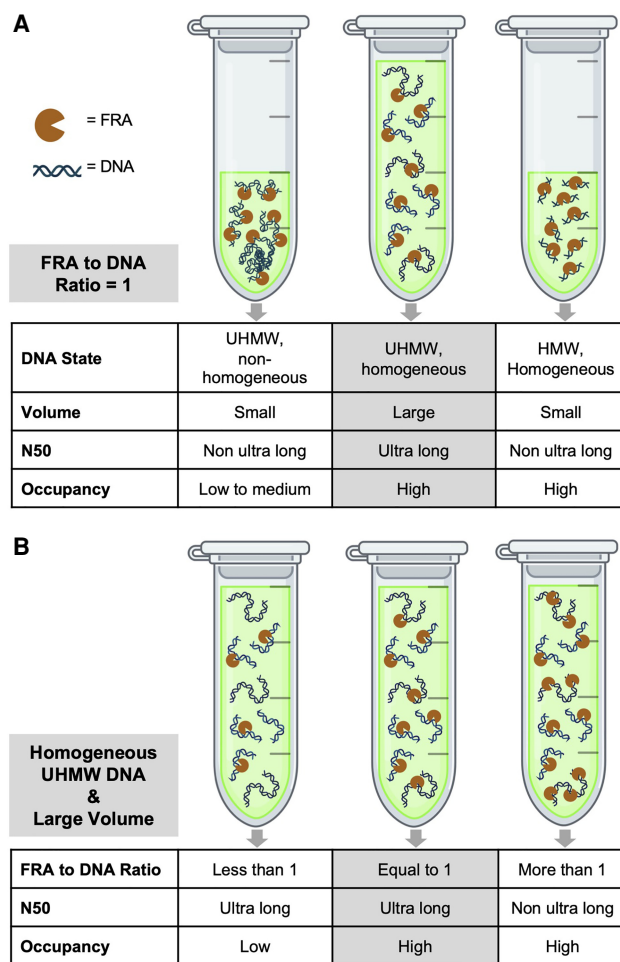 A
= FRA
= DNA
FRA to DNA
Ratio = 1
DNA State
UHMW,
non-
homogeneous
UHMW,
homogeneous
HMW,
Homogeneous
Volume
Small
Large
Small
N50
Non ultra long
Ultra long
Non ultra long
Occupancy
Low to medium
High
High
B
Homogeneous
UHMW DNA
&
Large Volume
FRA to DNA Ratio
Less than 1
Equal to 1
More than 1
N50
Ultra long
Ultra long
Non ultra long
Occupancy
Low
High
High